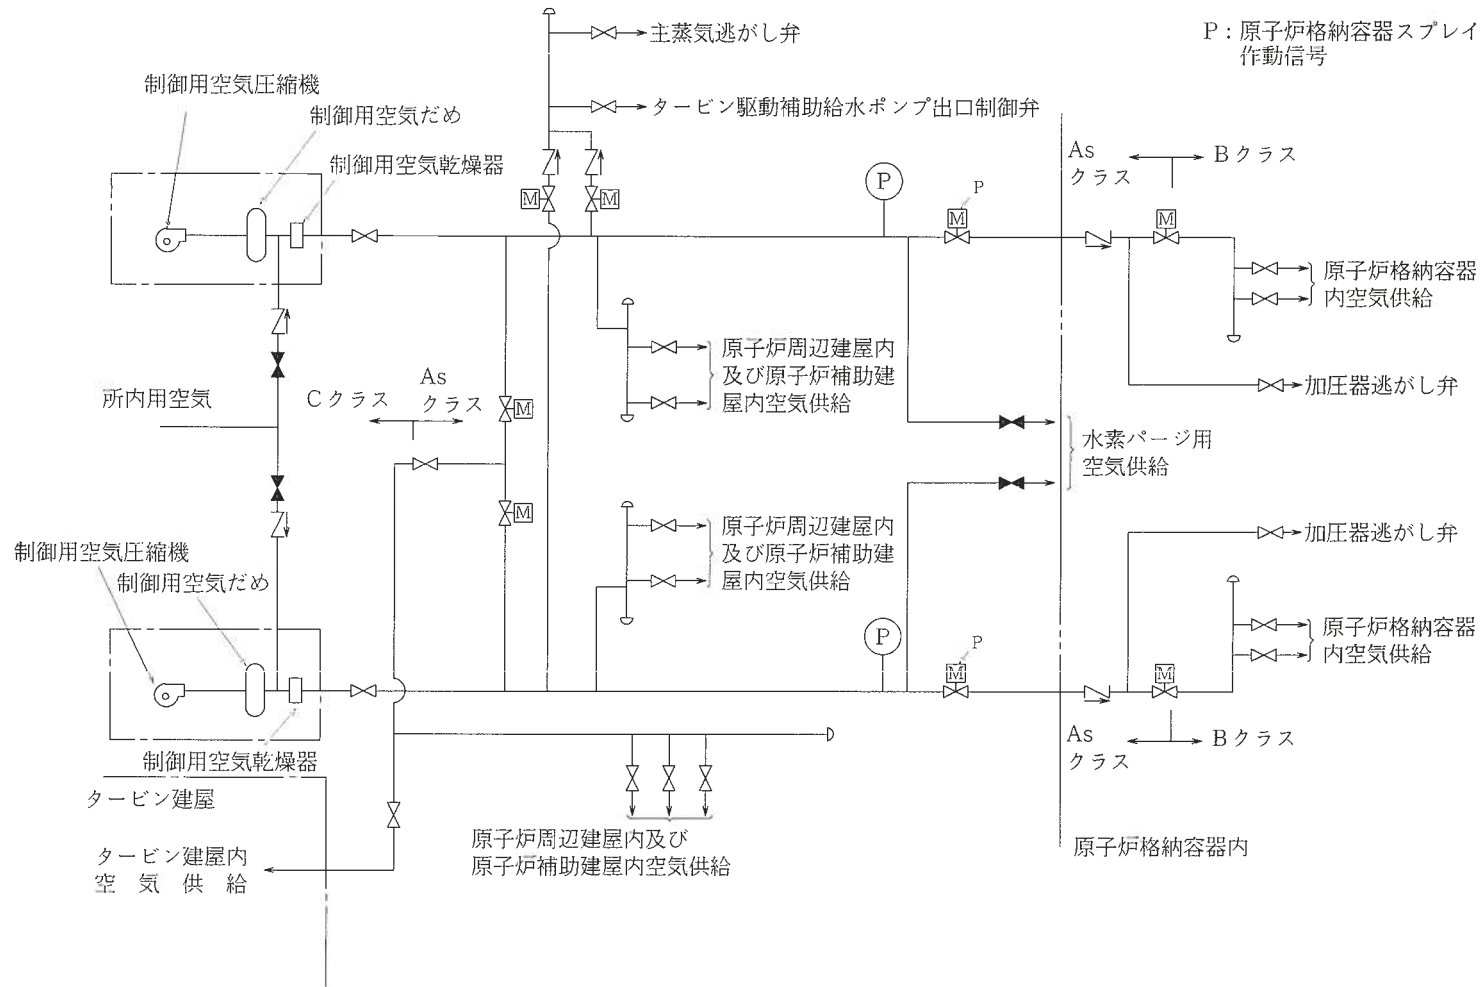 P：原子炉格納容器スプレイ
作動信号
主蒸気逃がし弁
タービン駆動補助給水ポンプ出口制御弁
制御用空気圧縮機
制御用空気だめ
制御用空気乾燥器
As
クラス
Bクラス
M
M
P
P
M
M
原子炉格納容器
内空気供給
原子炉周辺建屋内
及び原子炉補助建
屋内空気供給
加圧器逃がし弁
所内用空気
Cクラス
As
クラス
M
水素パージ用
空気供給
M
原子炉周辺建屋内
及び原子炉補助建
屋内空気供給
加圧器逃がし弁
制御用空気圧縮機
制御用空気だめ
P
P
M
M
原子炉格納容器
内空気供給
制御用空気乾燥器
As
クラス
Bクラス
タービン建屋
原子炉周辺建屋内及び
原子炉補助建屋内空気供給
原子炉格納容器内
タービン建屋内
空気供給